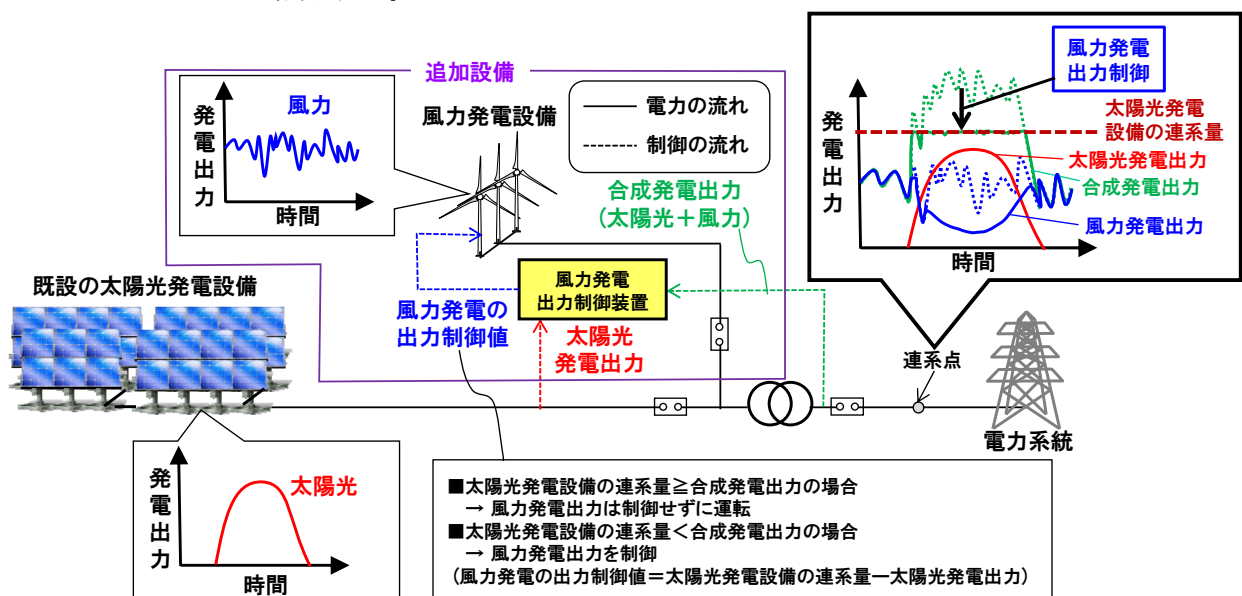 追加設備
風力
発電出力
時間
風力発電設備
電力の流れ
制御の流れ
合成発電出力
(太陽光+風力)
風力発電
出力制御
太陽光発電
設備の連系量
太陽光発電出力
合成発電出力
風力発電出力
発電出力
時間
既設の太陽光発電設備
風力発電
出力制御装置
風力発電の
出力制御値
太陽光
発電出力
連系点
電力系統
発電出力
太陽光
時間
■太陽光発電設備の連系量≧合成発電出力の場合
→ 風力発電出力は制御せずに運転
■太陽光発電設備の連系量<合成発電出力の場合
→ 風力発電出力を制御
(風力発電の出力制御値=太陽光発電設備の連系量ー太陽光発電出力)